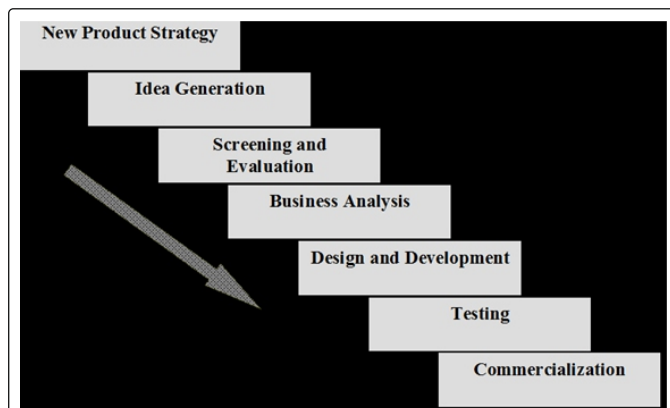 New Product Strategy
Idea Generation
Screening and
Evaluation
Business Analysis
Design and Development
Testing
Commercialization